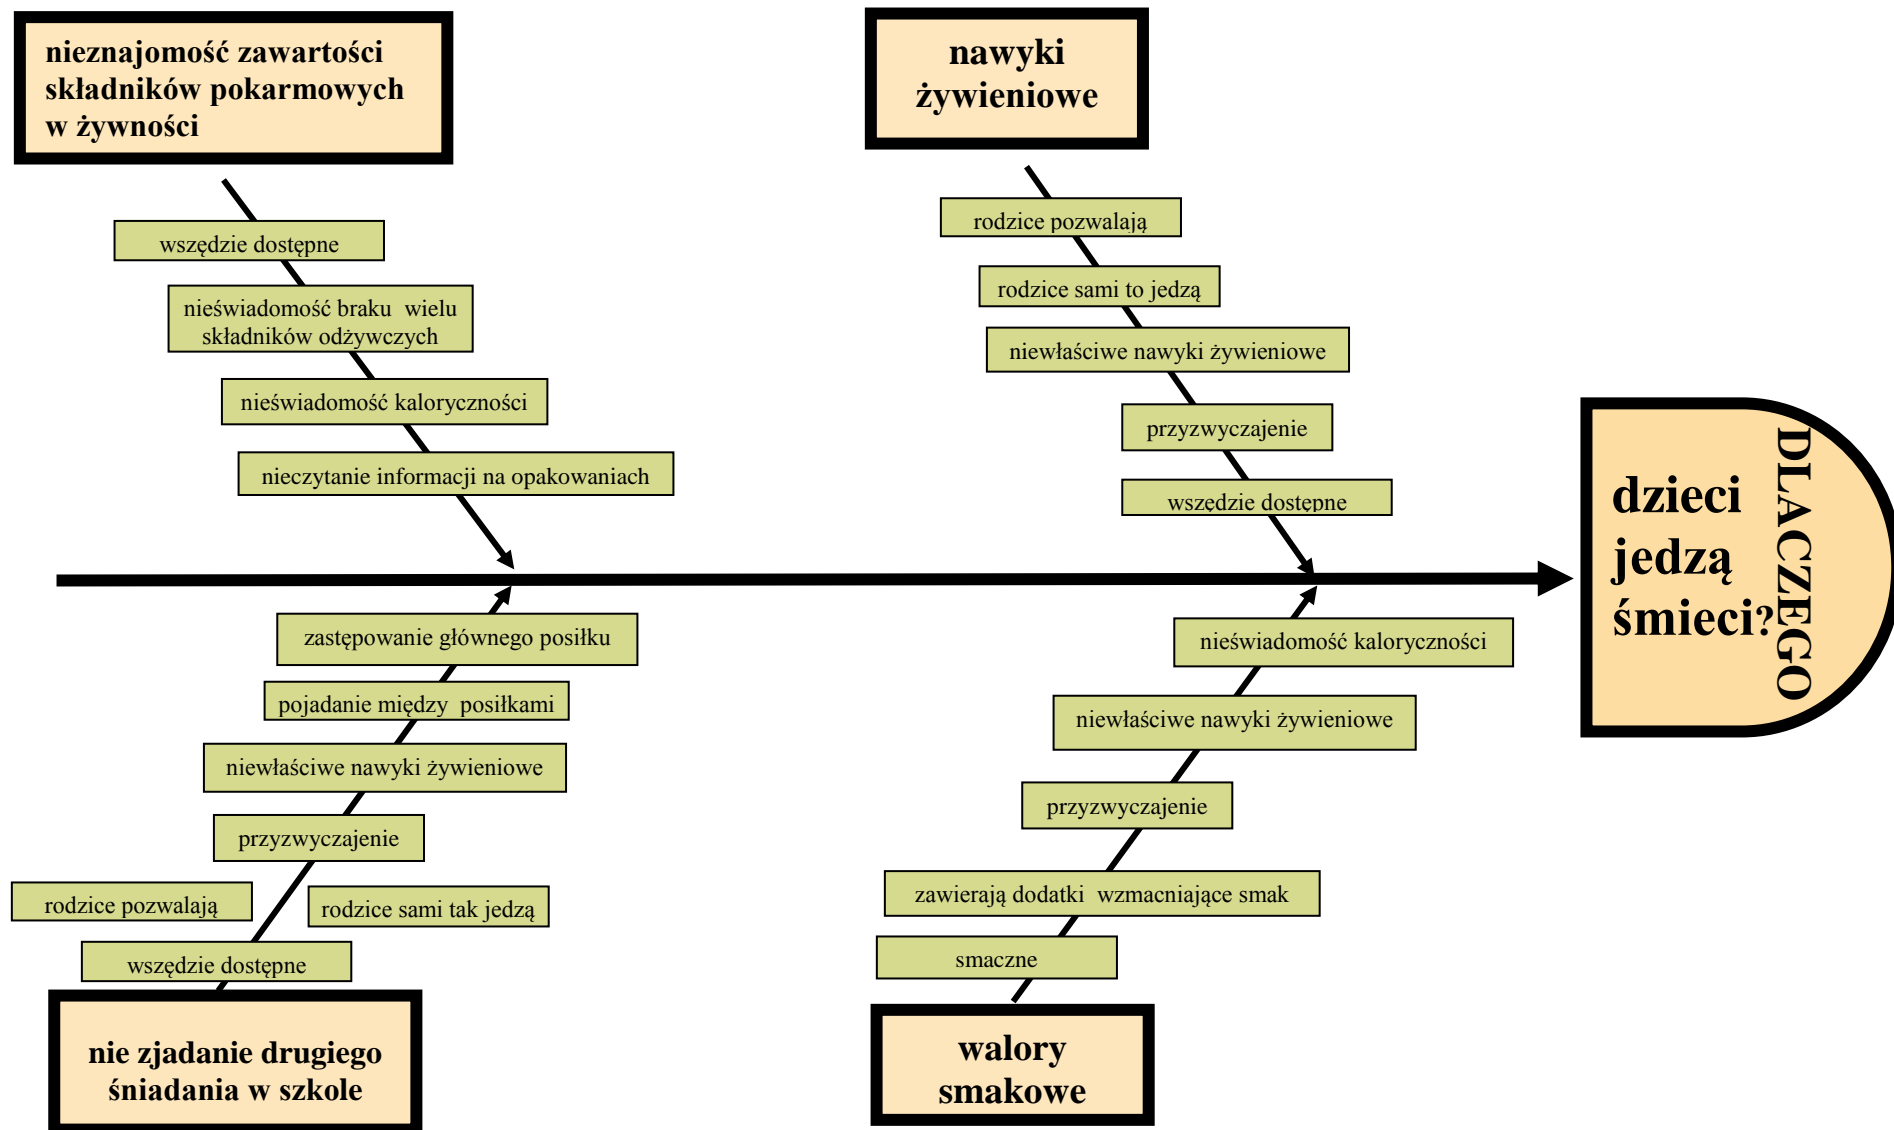 nieznajomość zawartości
składników pokarmowych
w żywności
nawyki
żywieniowe
wszędzie dostępne
nieświadomość braku wielu
składników odżywczych
nieświadomość kaloryczności
nieczytanie informacji na opakowaniach
rodzice pozwalają
rodzice sami to jedzą
niewłaściwe nawyki żywieniowe
przyzwyczajenie
wszędzie dostępne
DLACZEGO
dzieci
jedzą
śmieci?
zastępowanie głównego posiłku
pojadanie między posiłkami
niewłaściwe nawyki żywieniowe
przyzwyczajenie
rodzice pozwalają
rodzice sami tak jedzą
wszędzie dostępne
nie zjadanie drugiego
śniadania w szkole
nieświadomość kaloryczności
niewłaściwe nawyki żywieniowe
przyzwyczajenie
zawierają dodatki wzmacniające smak
smaczne
walory
smakowe